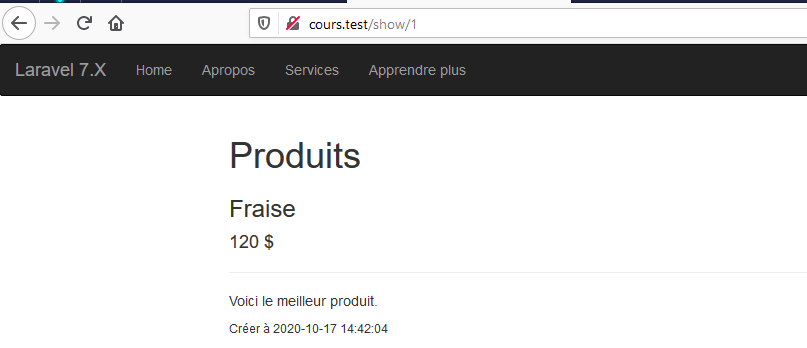 cours.test/show/1
Laravel 7.X Home Apropos Services Apprendre plus
Produits
Fraise
120 $
Voici le meilleur produit.
Créer à 2020-10-17 14:42:04